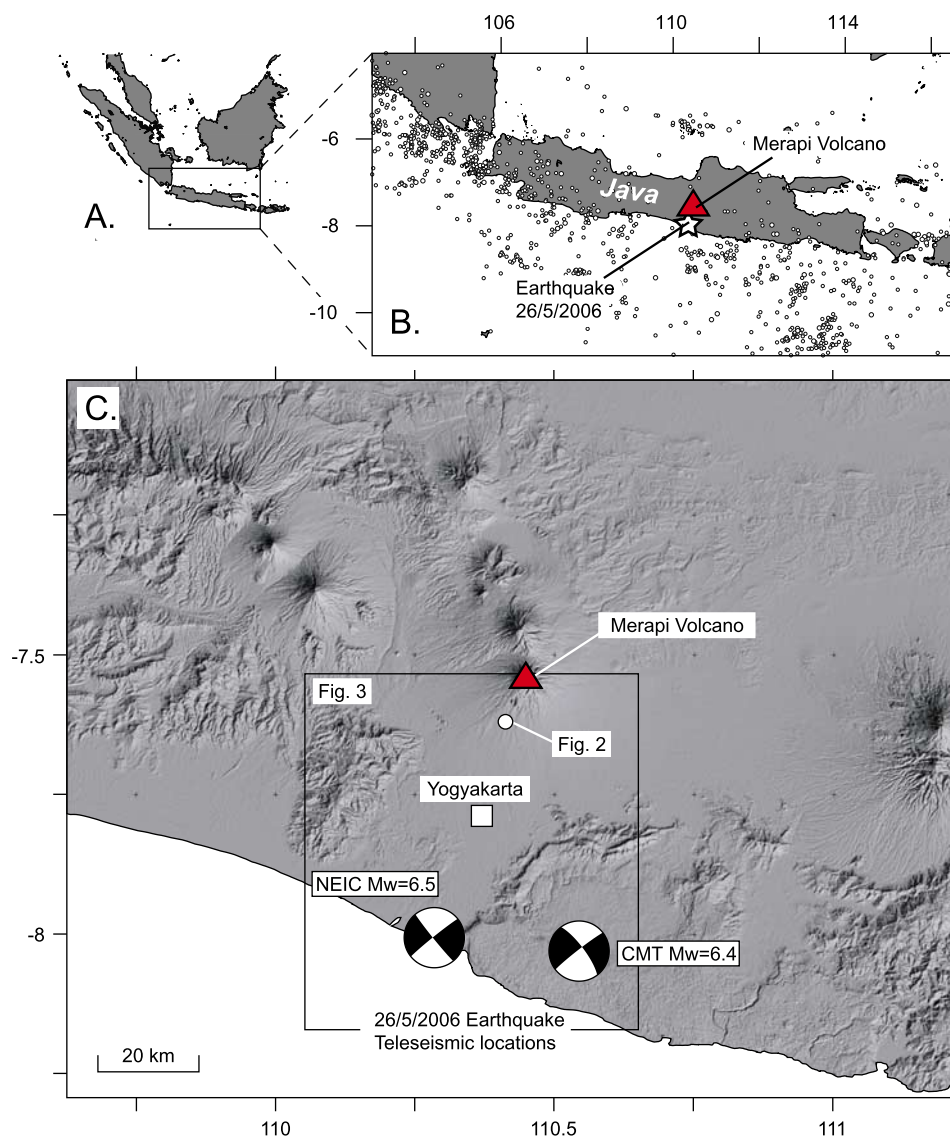 106 110 114
A.
-6
-8
-10
B.
Java
Merapi Volcano
Earthquake
26/5/2006
C.
-7.5
-8
Merapi Volcano
Fig. 3
Fig. 2
Yogyakarta
NEIC Mw=6.5
CMT Mw=6.4
26/5/2006 Earthquake
Teleseismic locations
20 km
110 110.5 111